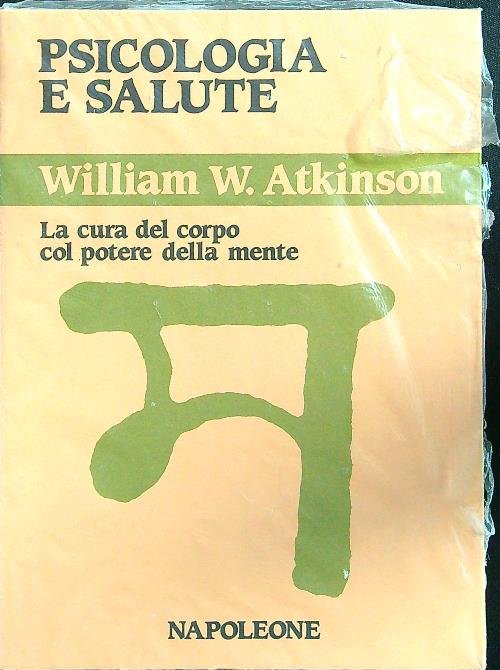 PSICOLOGIA
E SALUTE
William W. Atkinson
La cura del corpo
col potere della mente
म
NAPOLEONE